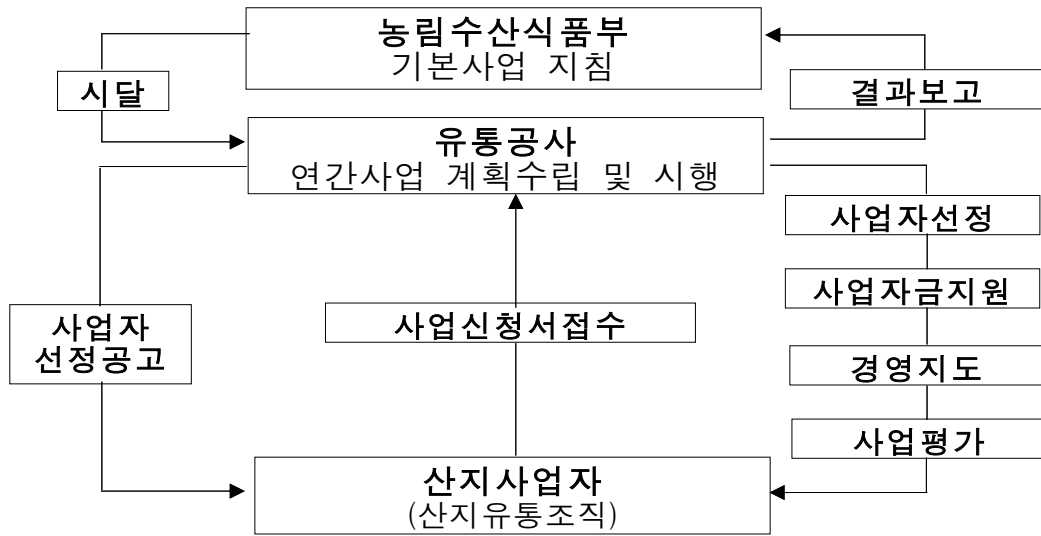 농림수산식품부
기본사업 지침
시달
결과보고
유통공사
연간사업 계획수립 및 시행
사업자선정
사업자금지원
사업자
선정공고
사업신청서접수
경영지도
사업평가
산지사업자
(산지유통조직)